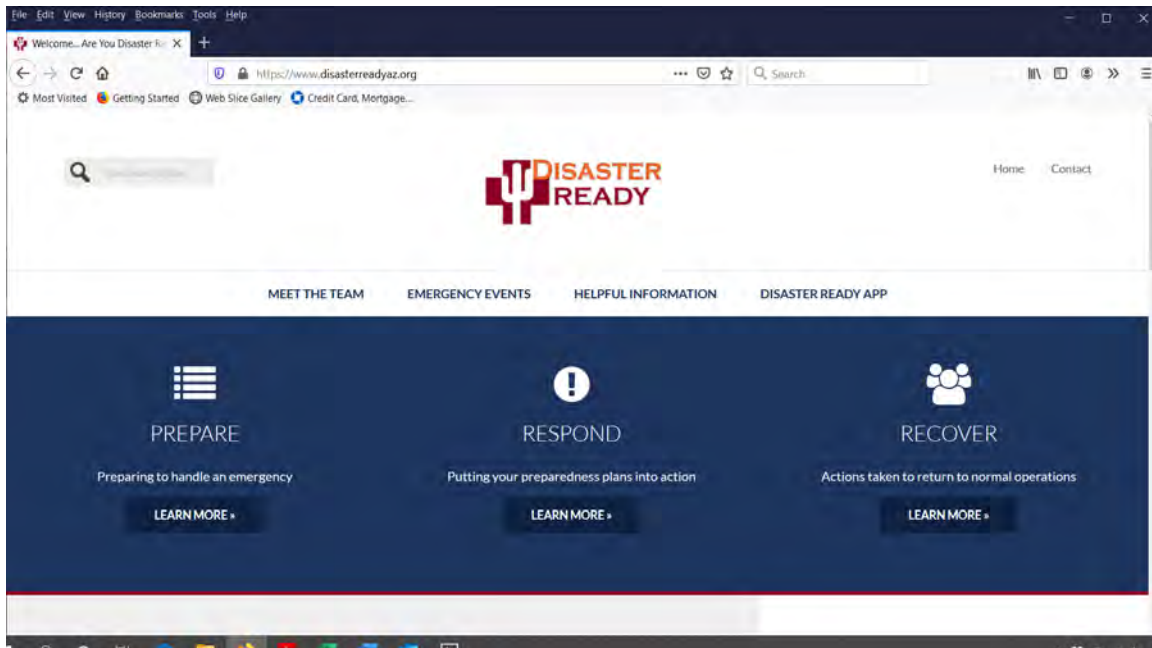 File Edit View History Bookmarks Tools Help
Welcome... Are You Disaster
https://www.disasterreadyaz.org
Search
Most Visited Getting Started Web Slice Gallery Credit Card, Mortgage...
DISASTER
READY
Home Contact
MEET THE TEAM EMERGENCY EVENTS HELPFUL INFORMATION DISASTER READY APP
PREPARE RESPOND RECOVER
Preparing to handle an emergency Putting your preparedness plans into action Actions taken to return to normal operations
LEARN MORE » LEARN MORE » LEARN MORE »